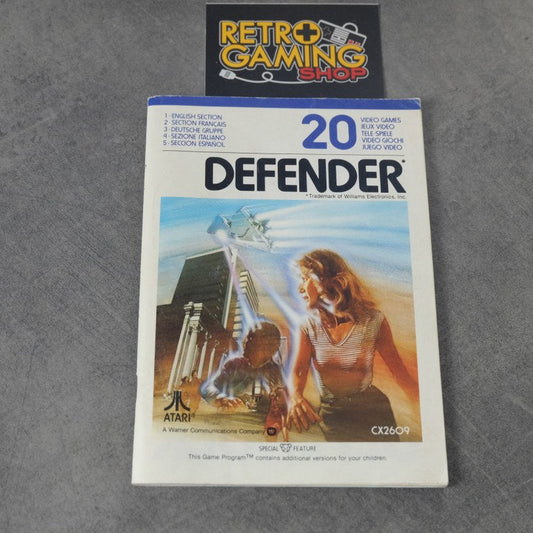 RETRO
GAMING
SHOP
1 · ENGLISH SECTION
2 · SECTION FRANÇAIS
3 · DEUTSCHE GRUPPE
4 · SEZIONE ITALIANO
5 · SECCION ESPAÑOL
20
VIDEO GAMES
JEUX VIDEO
TELE-SPIELE
VIDEO-GIOCHI
JUEGO VIDEO
DEFENDER*
*Trademark of Williams Electronics, Inc.
ATARI®
A Warner Communications Company
CX2609
SPECIAL FEATURE
This Game Program™ contains additional versions for your children.